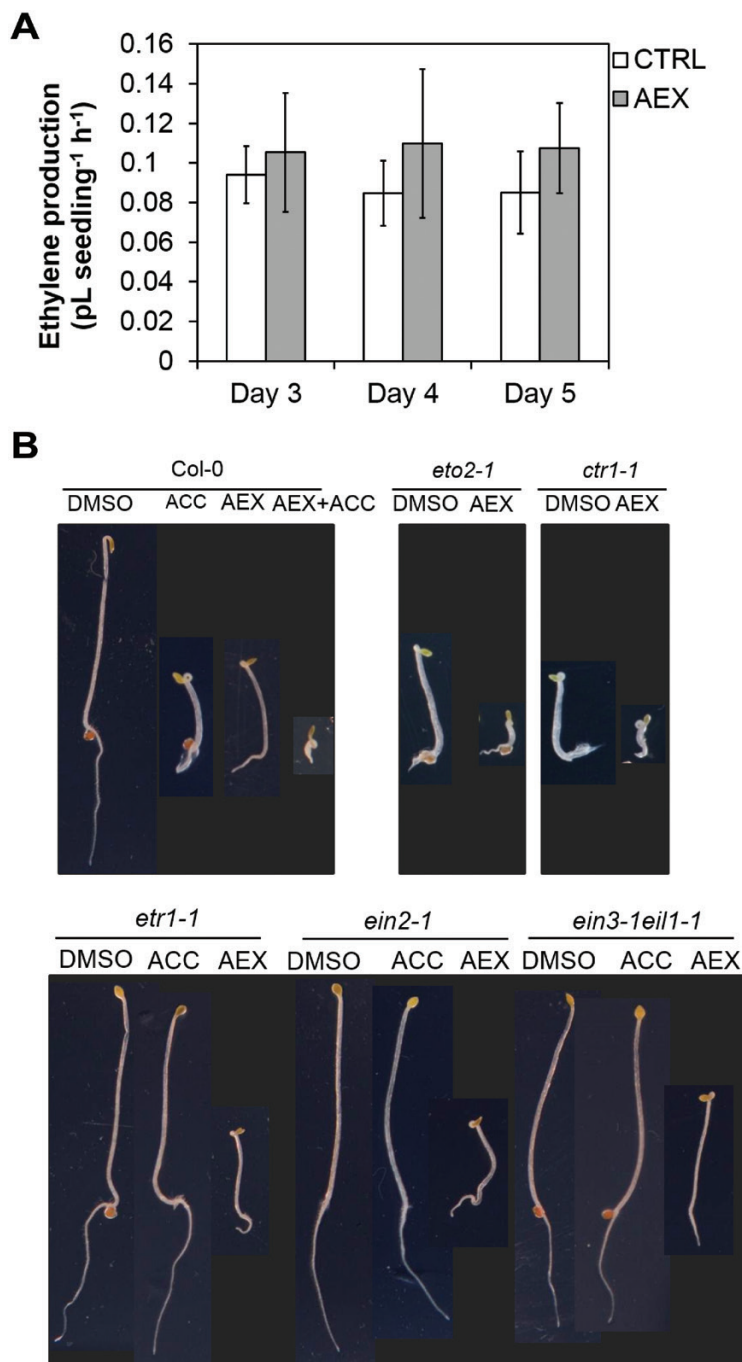 A
Ethylene production
(pL seedling⁻¹ h⁻¹)
0.16
0.14
0.12
0.1
0.08
0.06
0.04
0.02
0
CTRL
AEX
Day 3 Day 4 Day 5
B
Col-0 eto2-1 ctr1-1
DMSO ACC AEX AEX+ACC DMSO AEX DMSO AEX
etr1-1 ein2-1 ein3-1eil1-1
DMSO ACC AEX DMSO ACC AEX DMSO ACC AEX